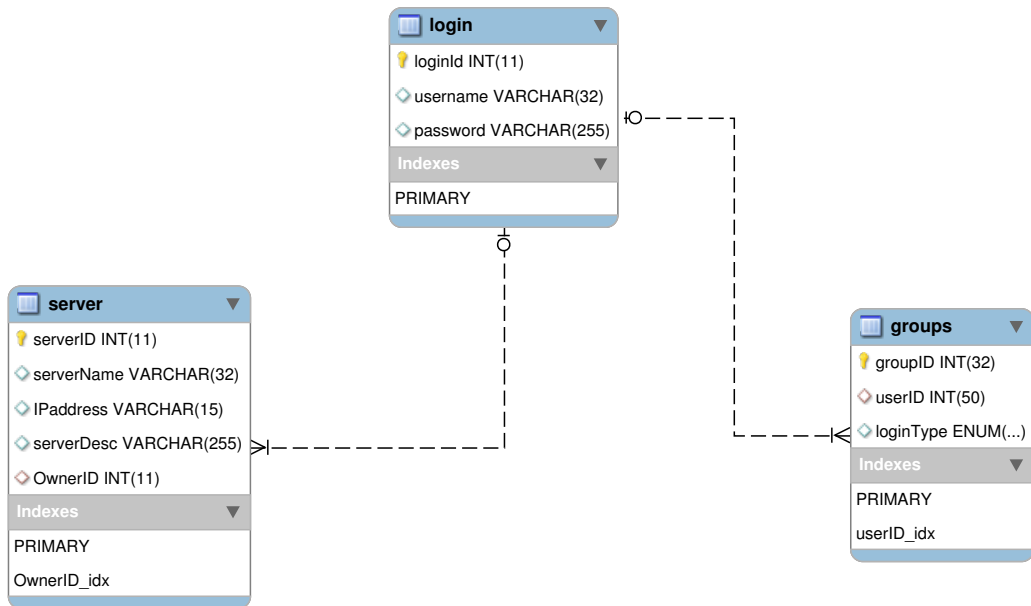 login
loginId INT(11)
username VARCHAR(32)
password VARCHAR(255)
Indexes
PRIMARY
server
serverID INT(11)
serverName VARCHAR(32)
IPaddress VARCHAR(15)
serverDesc VARCHAR(255)
OwnerID INT(11)
Indexes
PRIMARY
OwnerID_idx
groups
groupID INT(32)
userID INT(50)
loginType ENUM(...)
Indexes
PRIMARY
userID_idx